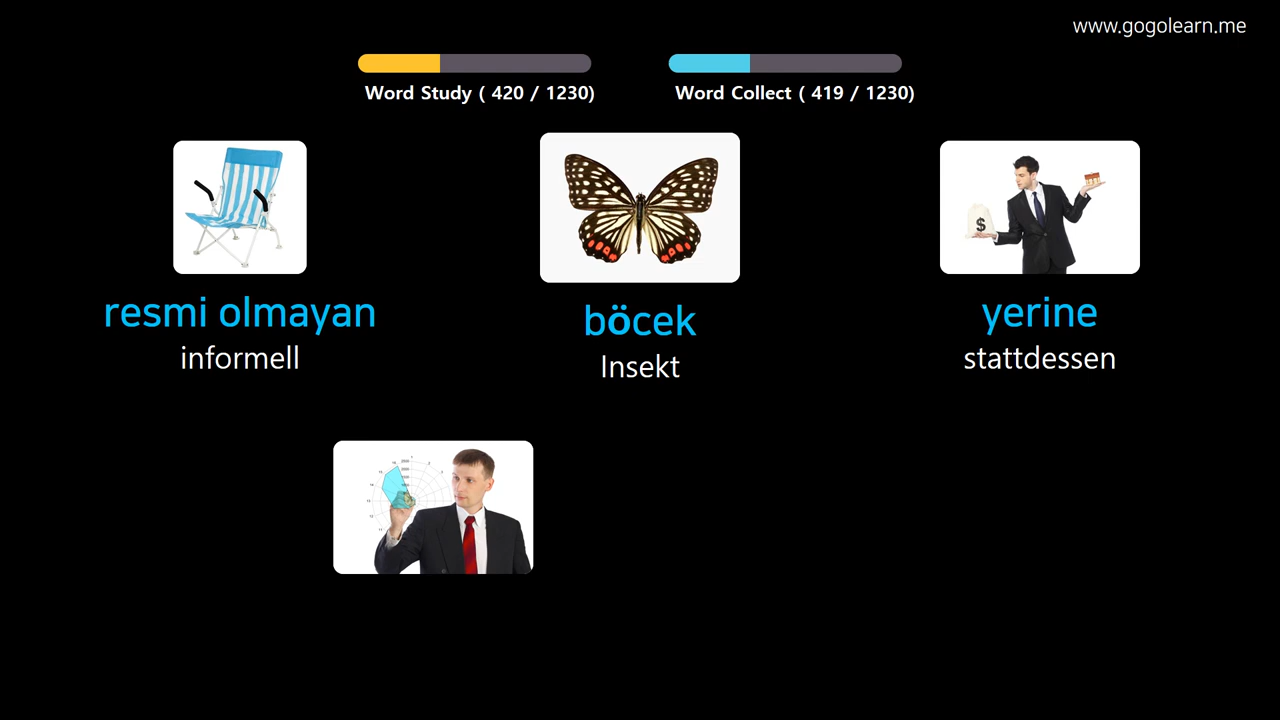 www.gogolearn.me
Word Study ( 420 / 1230)
Word Collect ( 419 / 1230)
$
resmi olmayan
informell
böcek
Insekt
yerine
stattdessen